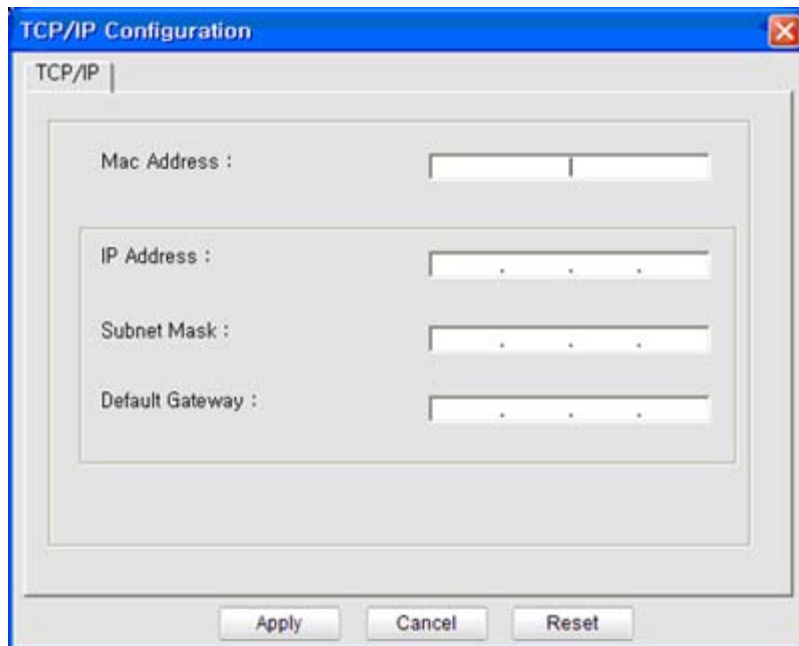 TCP/IP Configuration
TCP/IP
Mac Address :
IP Address :
. . .
Subnet Mask :
. . .
Default Gateway :
. . .
Apply Cancel Reset